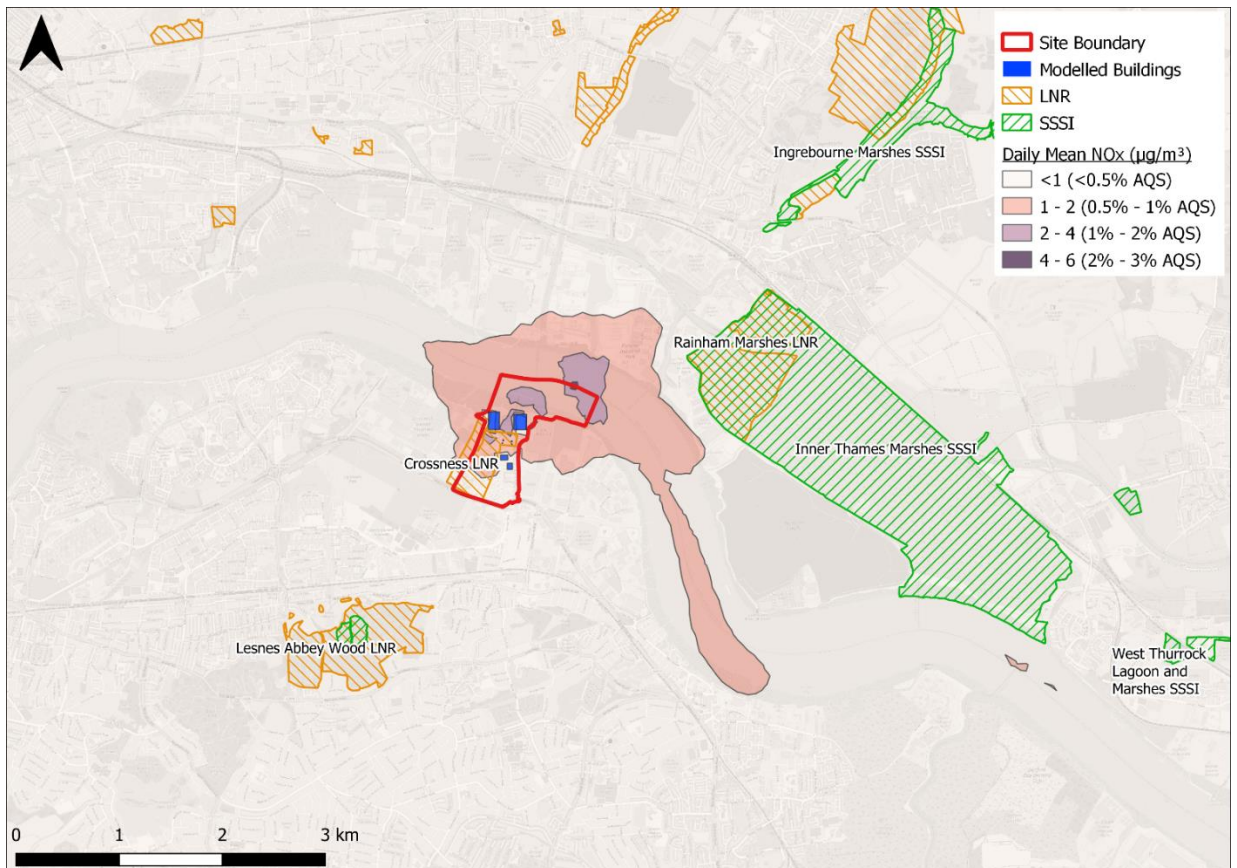 Site Boundary
Modelled Buildings
LNR
SSSI
Daily Mean NOx (µg/m³)
<1 (<0.5% AQS)
1 - 2 (0.5% - 1% AQS)
2 - 4 (1% - 2% AQS)
4 - 6 (2% - 3% AQS)
Ingrebourne Marshes SSSI
Rainham Marshes LNR
Inner Thames Marshes SSSI
Crossness LNR
Lesnes Abbey Wood LNR
West Thurrock
Lagoon and
Marshes SSSI
0 1 2 3 km